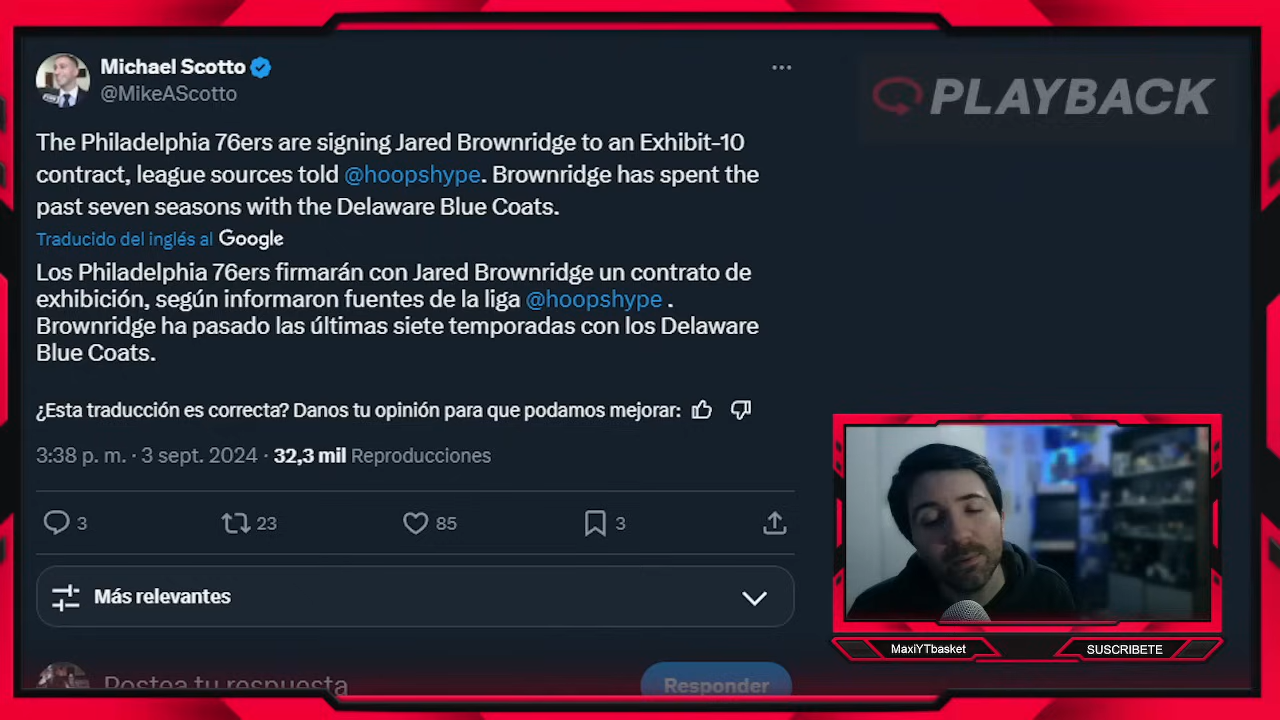 Michael Scotto
@MikeAScotto
PLAYBACK
The Philadelphia 76ers are signing Jared Brownridge to an Exhibit-10
contract, league sources told @hoopshype. Brownridge has spent the
past seven seasons with the Delaware Blue Coats.
Traducido del inglés al Google
Los Philadelphia 76ers firmarán con Jared Brownridge un contrato de
exhibición, según informaron fuentes de la liga @hoopshype .
Brownridge ha pasado las últimas siete temporadas con los Delaware
Blue Coats.
¿Esta traducción es correcta? Danos tu opinión para que podamos mejorar:
3:38 p. m. · 3 sept. 2024 · 32,3 mil Reproducciones
3 23 85 3
Más relevantes
Postea tu respuesta
Responder
MaxiYTbasket
SUSCRIBETE